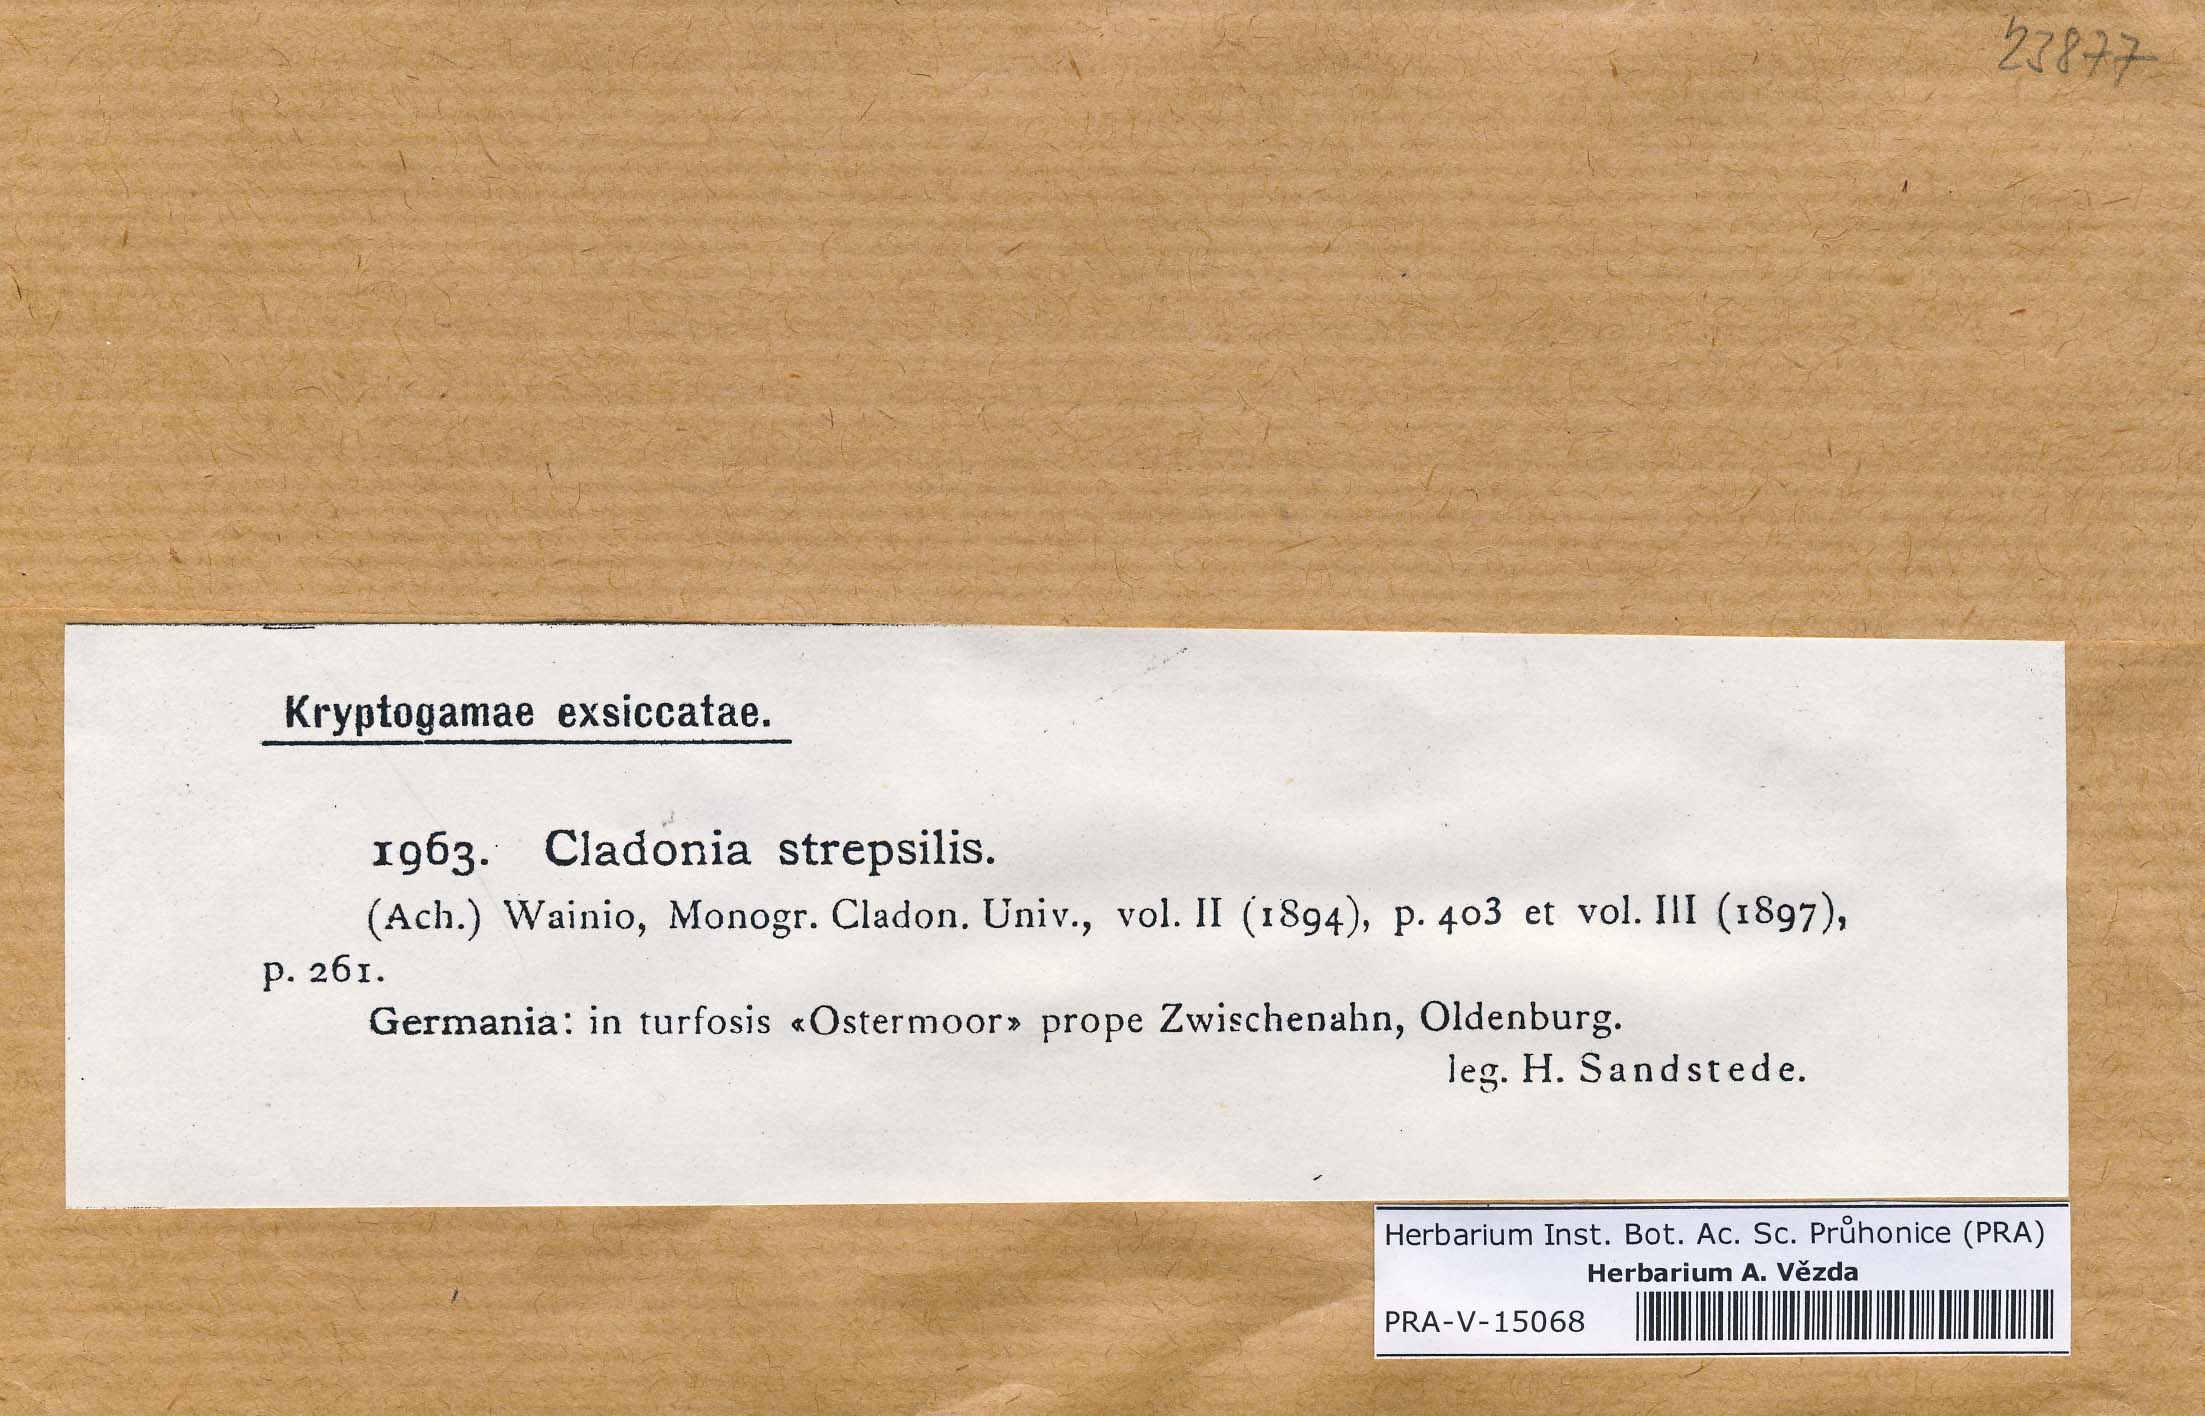 23877
Kryptogamae exsiccatae.
1963. Cladonia strepsilis.
(Ach.) Wainio, Monogr. Cladon. Univ., vol. II (1894), p. 403 et vol. III (1897),
p. 261.
Germania: in turfosis «Ostermoor» prope Zwischenahn, Oldenburg.
leg. H. Sandstede.
Herbarium Inst. Bot. Ac. Sc. Průhonice (PRA)
Herbarium A. Vězda
PRA-V-15068